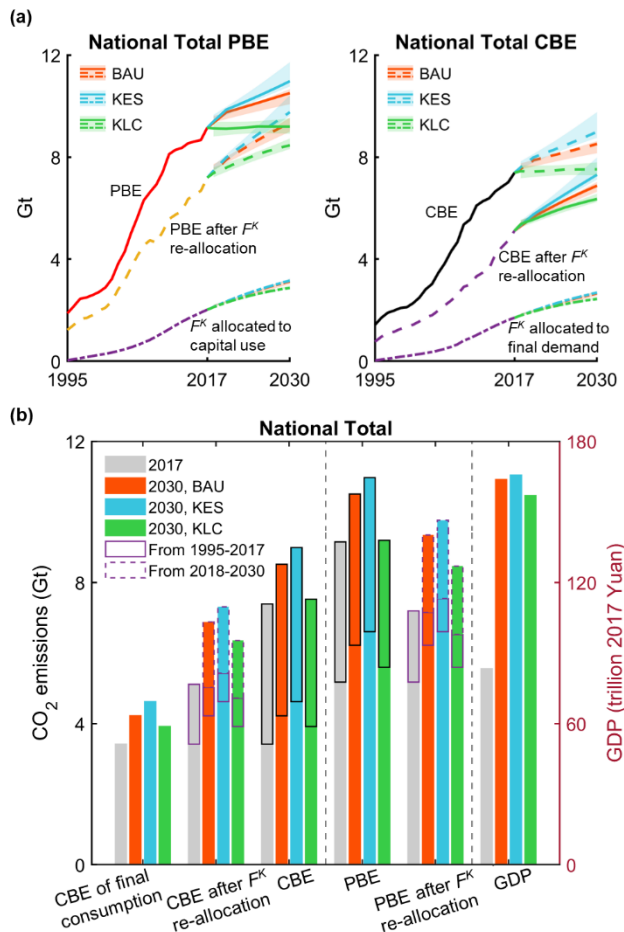 (a)
National Total PBE
12
8
4
0
Gt
BAU
KES
KLC
PBE
PBE after F^K
re-allocation
F^K allocated to
capital use
1995
2017
2030
National Total CBE
12
8
4
0
Gt
BAU
KES
KLC
CBE
CBE after F^K
re-allocation
F^K allocated to
final demand
1995
2017
2030
(b)
National Total
12
8
4
0
CO₂ emissions (Gt)
2017
2030, BAU
2030, KES
2030, KLC
From 1995-2017
From 2018-2030
180
120
60
0
GDP (trillion 2017 Yuan)
CBE of final
consumption
CBE after F^K
re-allocation
CBE
PBE
PBE after F^K
re-allocation
GDP